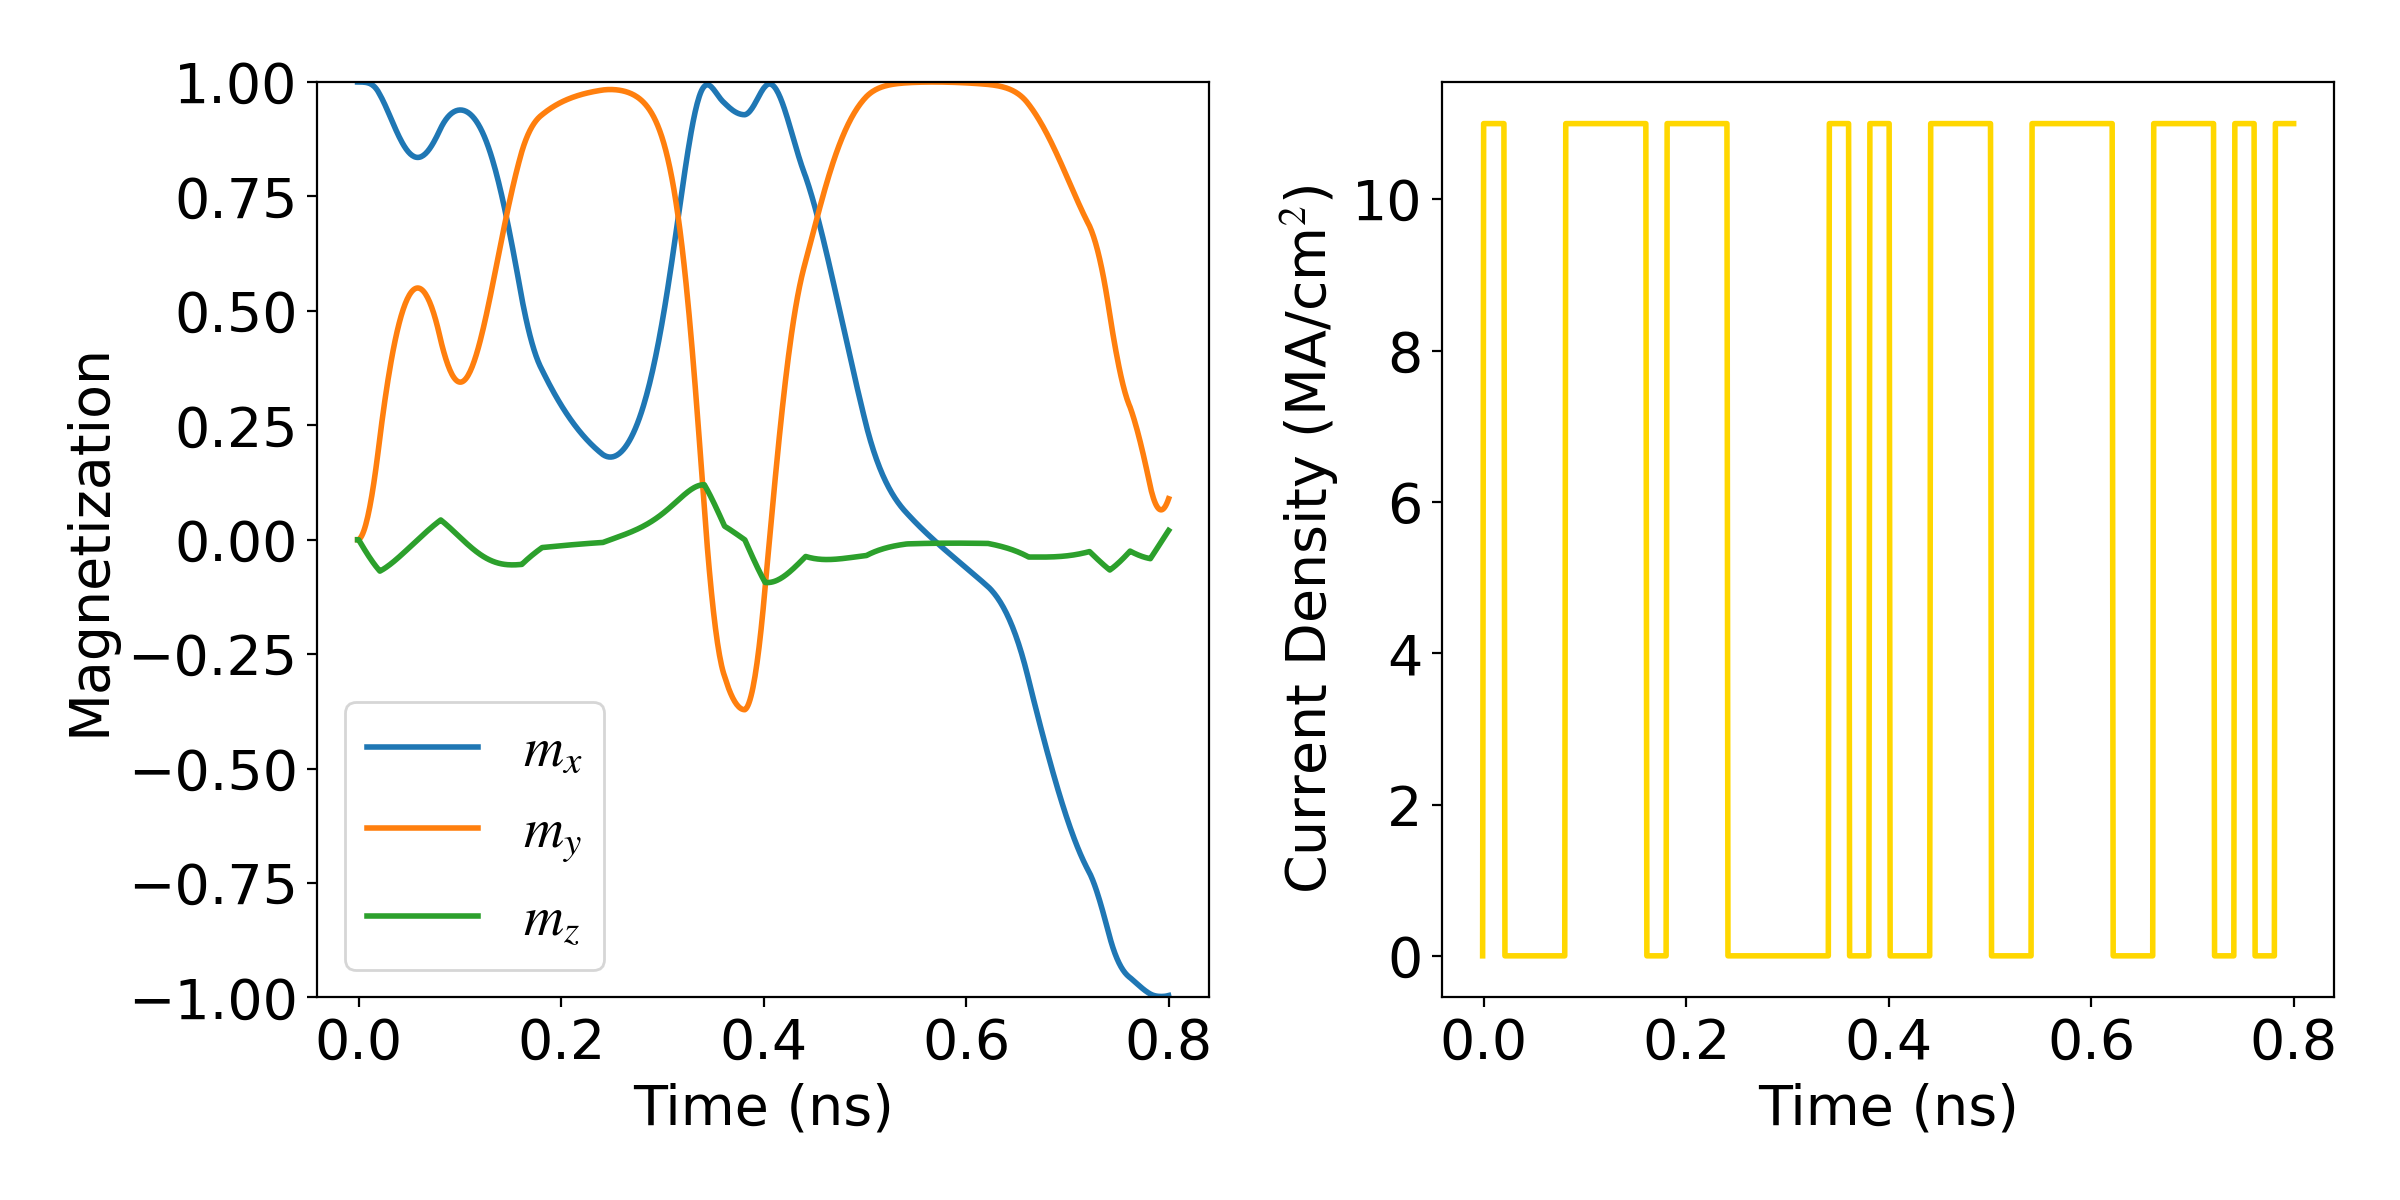 Magnetization
1.00
0.75
0.50
0.25
0.00
−0.25
−0.50
−0.75
−1.00
m_x
m_y
m_z
0.0 0.2 0.4 0.6 0.8
Time (ns)
Current Density (MA/cm²)
10
8
6
4
2
0
0.0 0.2 0.4 0.6 0.8
Time (ns)